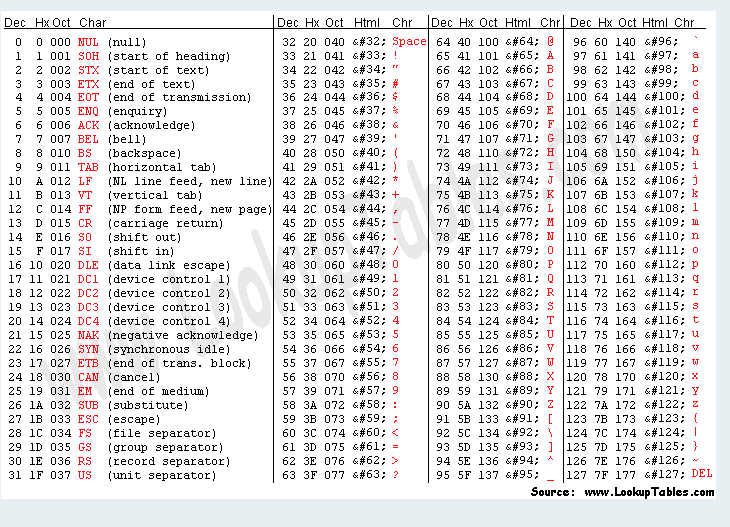 Dec Hx Oct Char Dec Hx Oct Html Chr Dec Hx Oct Html Chr Dec Hx Oct Html Chr
0 0 000 NUL (null) 32 20 040 &#32; Space 64 40 100 &#64; @ 96 60 140 &#96; `
1 1 001 SOH (start of heading) 33 21 041 &#33; ! 65 41 101 &#65; A 97 61 141 &#97; a
2 2 002 STX (start of text) 34 22 042 &#34; " 66 42 102 &#66; B 98 62 142 &#98; b
3 3 003 ETX (end of text) 35 23 043 &#35; # 67 43 103 &#67; C 99 63 143 &#99; c
4 4 004 EOT (end of transmission) 36 24 044 &#36; $ 68 44 104 &#68; D 100 64 144 &#100; d
5 5 005 ENQ (enquiry) 37 25 045 &#37; % 69 45 105 &#69; E 101 65 145 &#101; e
6 6 006 ACK (acknowledge) 38 26 046 &#38; & 70 46 106 &#70; F 102 66 146 &#102; f
7 7 007 BEL (bell) 39 27 047 &#39; ' 71 47 107 &#71; G 103 67 147 &#103; g
8 8 010 BS (backspace) 40 28 050 &#40; ( 72 48 110 &#72; H 104 68 150 &#104; h
9 9 011 TAB (horizontal tab) 41 29 051 &#41; ) 73 49 111 &#73; I 105 69 151 &#105; i
10 A 012 LF (NL line feed, new line) 42 2A 052 &#42; * 74 4A 112 &#74; J 106 6A 152 &#106; j
11 B 013 VT (vertical tab) 43 2B 053 &#43; + 75 4B 113 &#75; K 107 6B 153 &#107; k
12 C 014 FF (NP form feed, new page) 44 2C 054 &#44; , 76 4C 114 &#76; L 108 6C 154 &#108; l
13 D 015 CR (carriage return) 45 2D 055 &#45; - 77 4D 115 &#77; M 109 6D 155 &#109; m
14 E 016 SO (shift out) 46 2E 056 &#46; . 78 4E 116 &#78; N 110 6E 156 &#110; n
15 F 017 SI (shift in) 47 2F 057 &#47; / 79 4F 117 &#79; O 111 6F 157 &#111; o
16 10 020 DLE (data link escape) 48 30 060 &#48; 0 80 50 120 &#80; P 112 70 160 &#112; p
17 11 021 DC1 (device control 1) 49 31 061 &#49; 1 81 51 121 &#81; Q 113 71 161 &#113; q
18 12 022 DC2 (device control 2) 50 32 062 &#50; 2 82 52 122 &#82; R 114 72 162 &#114; r
19 13 023 DC3 (device control 3) 51 33 063 &#51; 3 83 53 123 &#83; S 115 73 163 &#115; s
20 14 024 DC4 (device control 4) 52 34 064 &#52; 4 84 54 124 &#84; T 116 74 164 &#116; t
21 15 025 NAK (negative acknowledge) 53 35 065 &#53; 5 85 55 125 &#85; U 117 75 165 &#117; u
22 16 026 SYN (synchronous idle) 54 36 066 &#54; 6 86 56 126 &#86; V 118 76 166 &#118; v
23 17 027 ETB (end of trans. block) 55 37 067 &#55; 7 87 57 127 &#87; W 119 77 167 &#119; w
24 18 030 CAN (cancel) 56 38 070 &#56; 8 88 58 130 &#88; X 120 78 170 &#120; x
25 19 031 EM (end of medium) 57 39 071 &#57; 9 89 59 131 &#89; Y 121 79 171 &#121; y
26 1A 032 SUB (substitute) 58 3A 072 &#58; : 90 5A 132 &#90; Z 122 7A 172 &#122; z
27 1B 033 ESC (escape) 59 3B 073 &#59; ; 91 5B 133 &#91; [ 123 7B 173 &#123; {
28 1C 034 FS (file separator) 60 3C 074 &#60; < 92 5C 134 &#92; \ 124 7C 174 &#124; |
29 1D 035 GS (group separator) 61 3D 075 &#61; = 93 5D 135 &#93; ] 125 7D 175 &#125; }
30 1E 036 RS (record separator) 62 3E 076 &#62; > 94 5E 136 &#94; ^ 126 7E 176 &#126; ~
31 1F 037 US (unit separator) 63 3F 077 &#63; ? 95 5F 137 &#95; _ 127 7F 177 &#127; DEL
Source: www.LookupTables.com